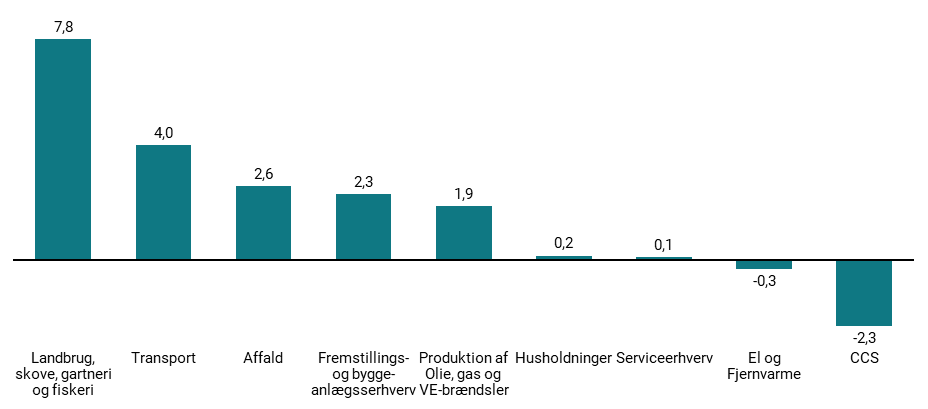 7,8
4,0
2,6
2,3
1,9
0,2
0,1
-0,3
-2,3
Landbrug,
skove, gartneri
og fiskeri
Transport
Affald
Fremstillings-
og bygge-
anlægsserhverv
Produktion af
Olie, gas og
VE-brændsler
Husholdninger
Serviceerhverv
El og
Fjernvarme
CCS